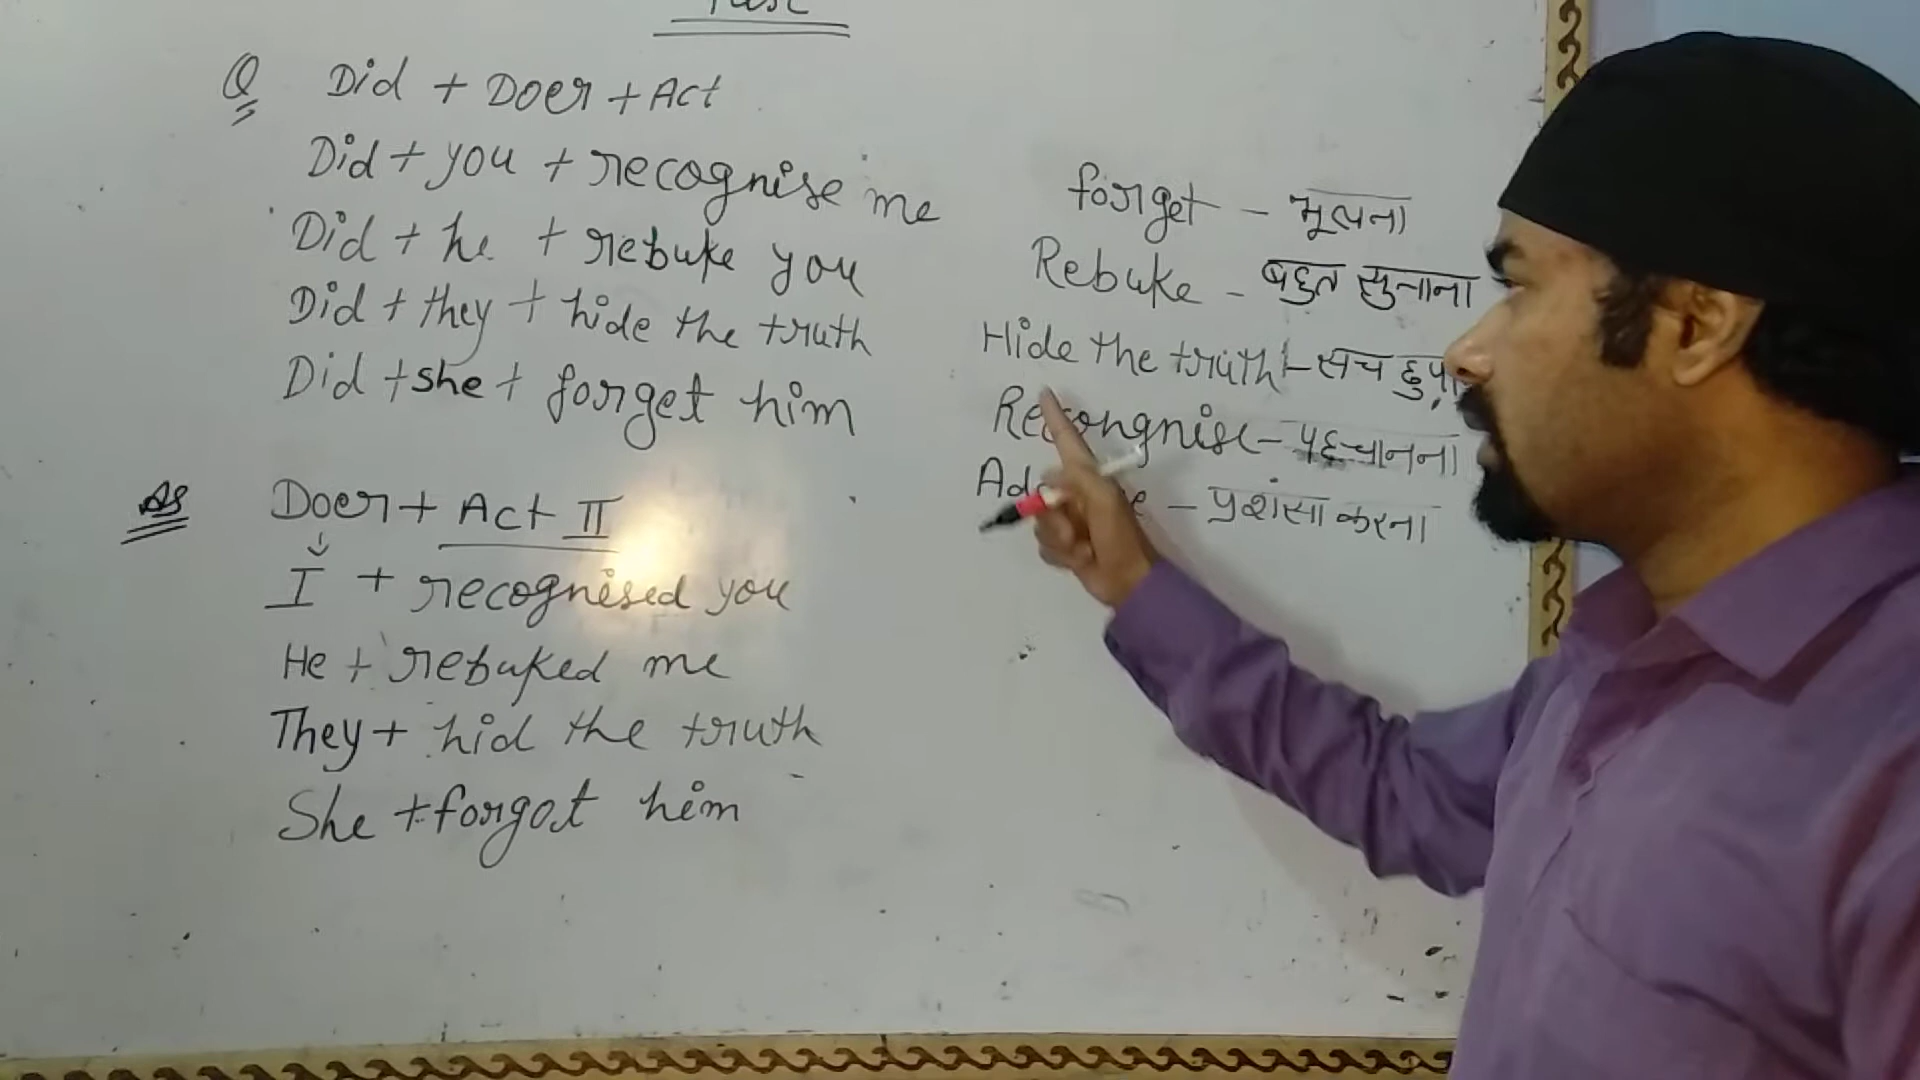 Q Did + Doer + Act
Did + you + recognise me
Did + he + rebuke you
Did + they + hide the truth
Did + she + forget him
As Doer + Act II
I + recognised you
He + rebuked me
They + hid the truth
She + forgot him
forget - भूलना
Rebuke - बहुत सुनाना
Hide the truth - सच
Recongnise - पहचानना
- प्रशंसा करना